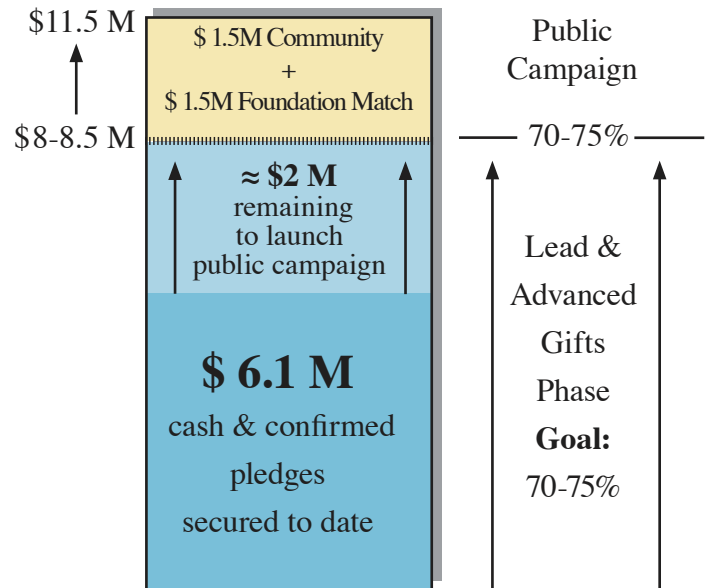 $11.5 M
$8-8.5 M
$ 1.5M Community
+
$ 1.5M Foundation Match
≈ $2 M
remaining
to launch
public campaign
$ 6.1 M
cash & confirmed
pledges
secured to date
Public
Campaign
70-75%
Lead &
Advanced
Gifts
Phase
Goal:
70-75%